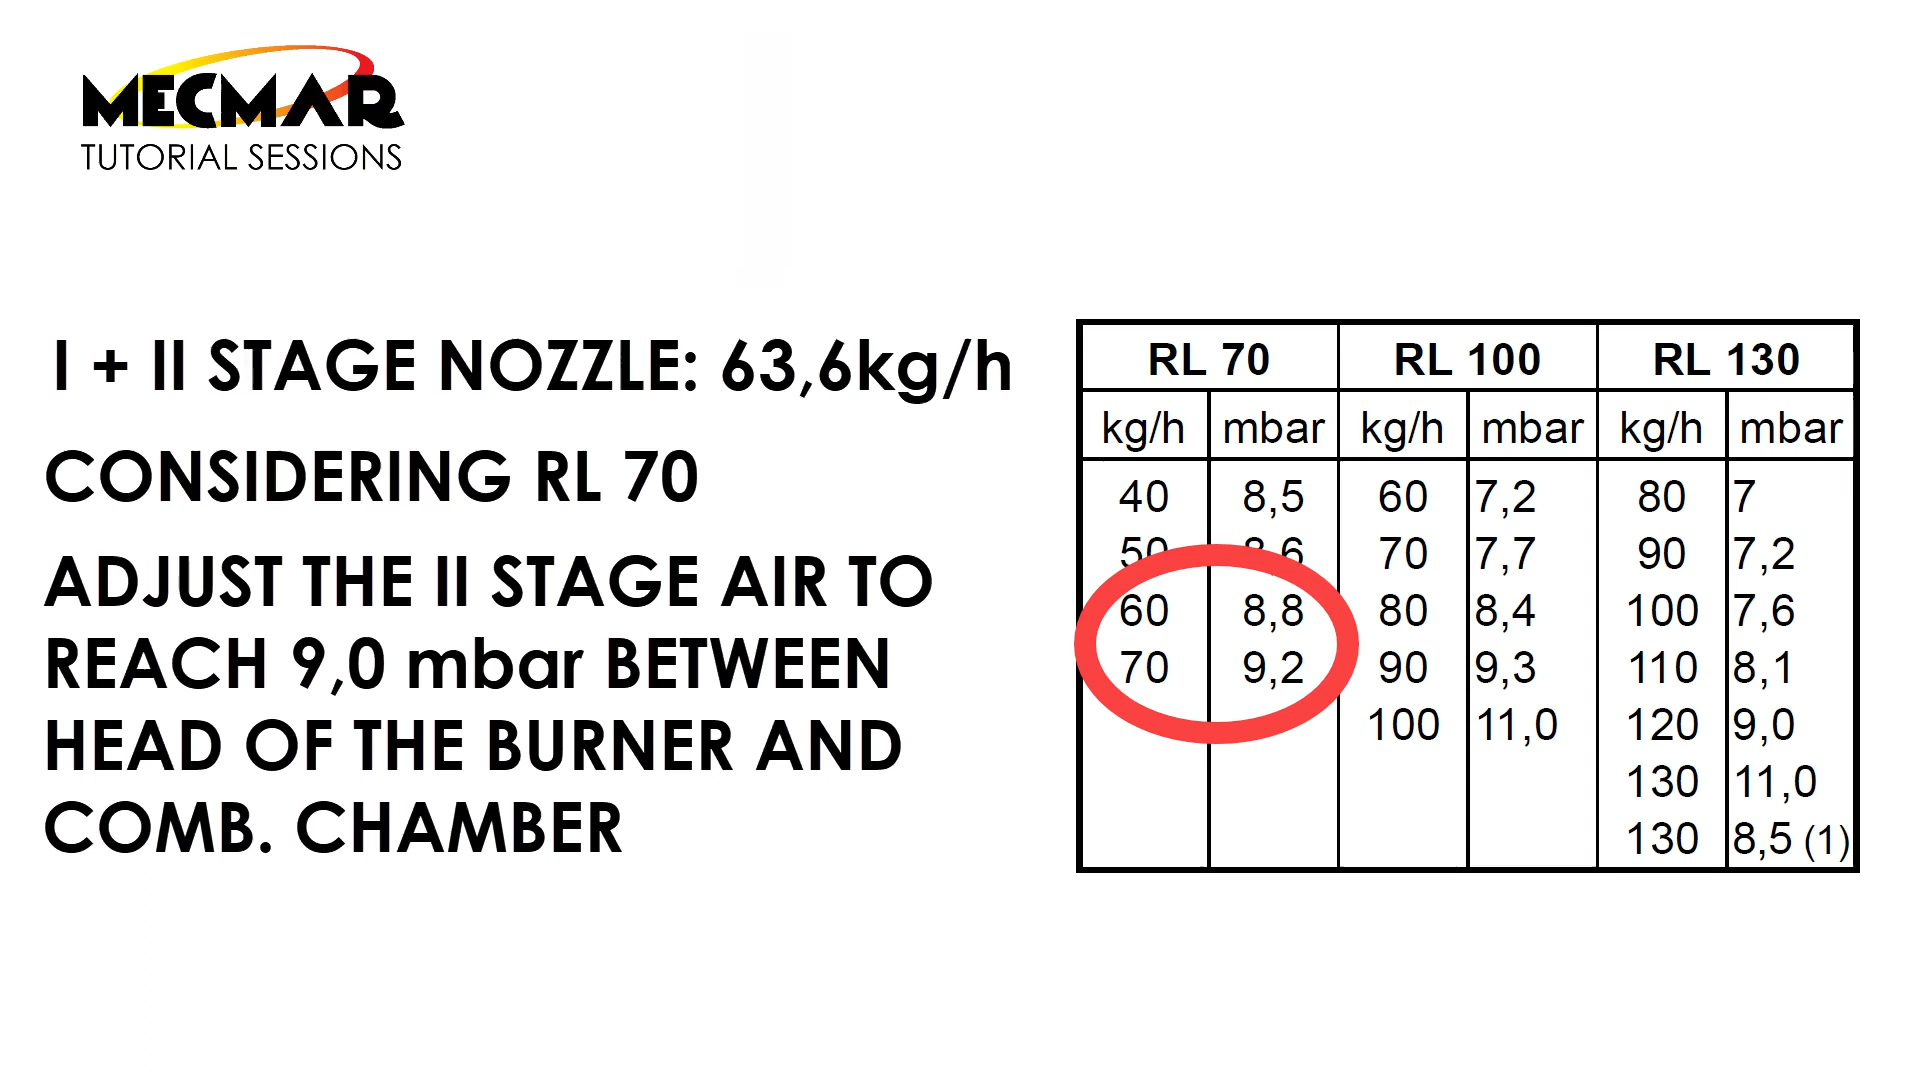 MECMAR
TUTORIAL SESSIONS
I + II STAGE NOZZLE: 63,6kg/h
CONSIDERING RL 70
ADJUST THE II STAGE AIR TO
REACH 9,0 mbar BETWEEN
HEAD OF THE BURNER AND
COMB. CHAMBER
RL 70 RL 100 RL 130
kg/h mbar kg/h mbar kg/h mbar
40 8,5 60 7,2 80 7
50 8,6 70 7,7 90 7,2
60 8,8 80 8,4 100 7,6
70 9,2 90 9,3 110 8,1
100 11,0 120 9,0
130 11,0
130 8,5 (1)